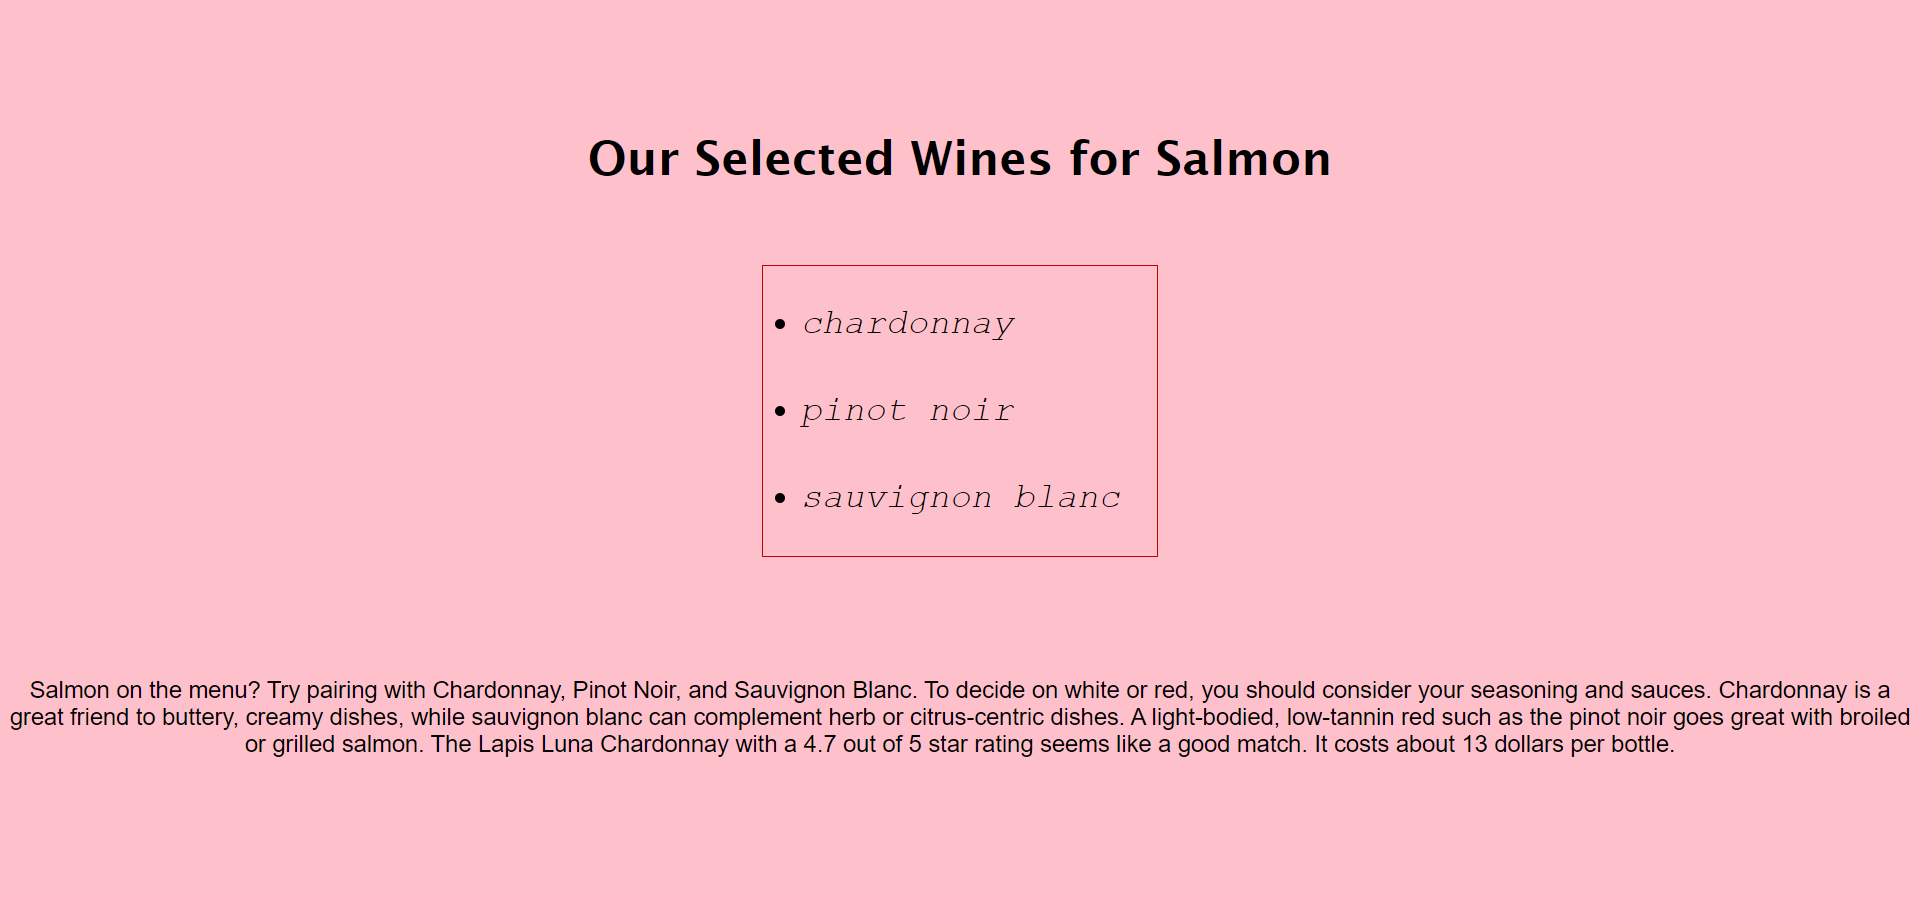 Our Selected Wines for Salmon
chardonnay
pinot noir
sauvignon blanc
Salmon on the menu? Try pairing with Chardonnay, Pinot Noir, and Sauvignon Blanc. To decide on white or red, you should consider your seasoning and sauces. Chardonnay is a
great friend to buttery, creamy dishes, while sauvignon blanc can complement herb or citrus-centric dishes. A light-bodied, low-tannin red such as the pinot noir goes great with broiled
or grilled salmon. The Lapis Luna Chardonnay with a 4.7 out of 5 star rating seems like a good match. It costs about 13 dollars per bottle.